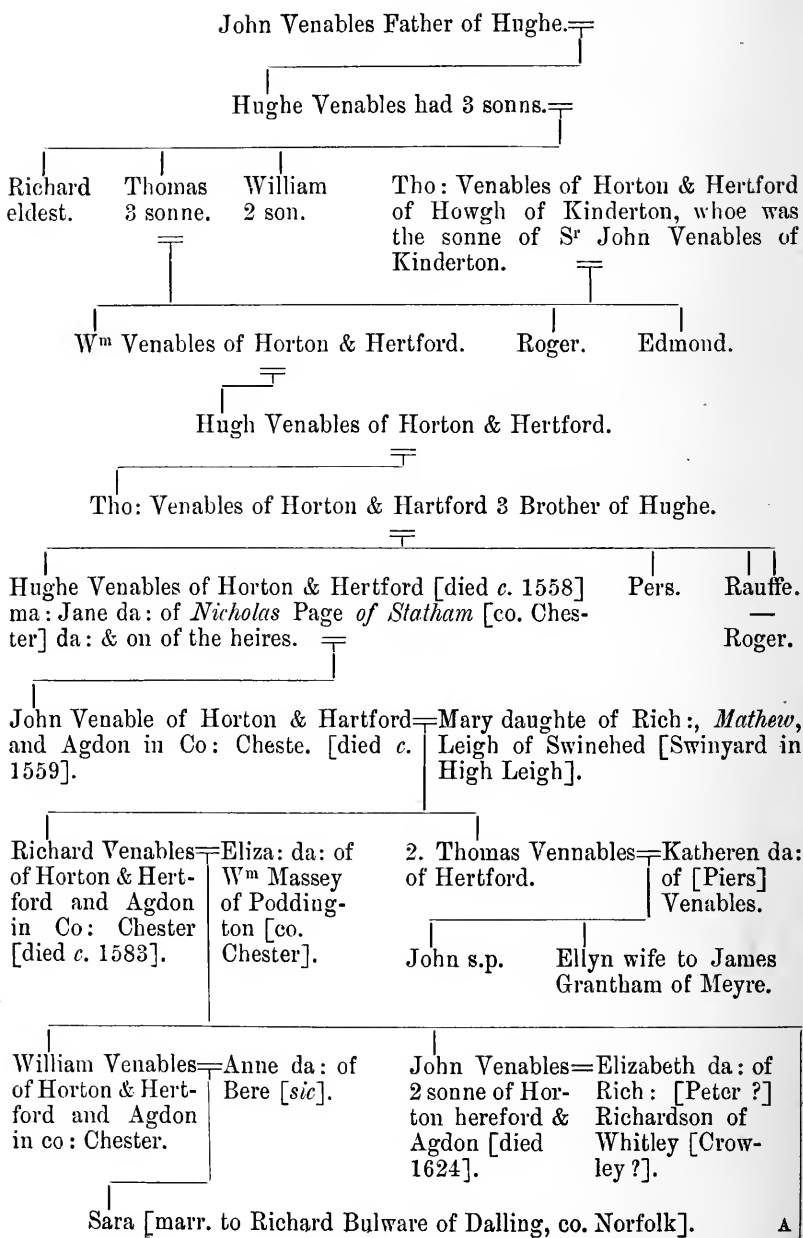 John Venables Father of Hughe.
Hughe Venables had 3 sonns.
Richard
eldest.
Thomas
3 sonne.
William
2 son.
Tho: Venables of Horton & Hertford
of Howgh of Kinderton, whoe was
the sonne of Sʳ John Venables of
Kinderton.
Wᵐ Venables of Horton & Hertford.
Roger.
Edmond.
Hugh Venables of Horton & Hertford.
Tho: Venables of Horton & Hartford 3 Brother of Hughe.
Hughe Venables of Horton & Hertford [died c. 1558]
ma: Jane da: of Nicholas Page of Statham [co. Ches-
ter] da: & on of the heires.
Pers.
Rauffe.
—
Roger.
John Venable of Horton & Hartford
and Agdon in Co: Cheste. [died c.
1559].
Mary daughte of Rich:, Mathew,
Leigh of Swinehed [Swinyard in
High Leigh].
Richard Venables
of Horton & Hert-
ford and Agdon
in Co: Chester
[died c. 1583].
Eliza: da: of
Wᵐ Massey
of Podding-
ton [co.
Chester].
2. Thomas Vennables
of Hertford.
Katheren da:
of [Piers]
Venables.
John s.p.
Ellyn wife to James
Grantham of Meyre.
William Venables
of Horton & Hert-
ford and Agdon
in co: Chester.
Anne da: of
Bere [sic].
John Venables
2 sonne of Hor-
ton hereford &
Agdon [died
1624].
Elizabeth da: of
Rich: [Peter ?]
Richardson of
Whitley [Crow-
ley ?].
Sara [marr. to Richard Bulware of Dalling, co. Norfolk].
A